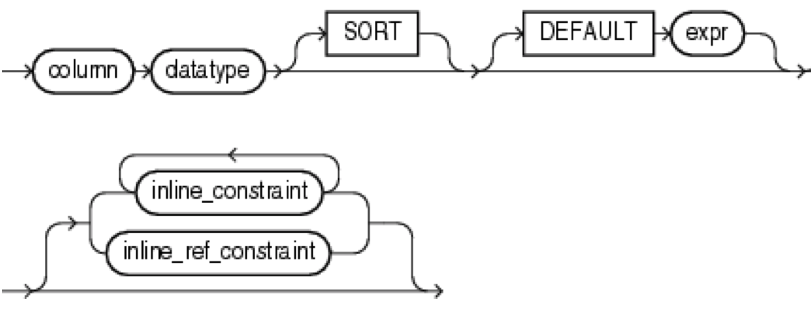 SORT DEFAULT expr
column datatype
inline_constraint
inline_ref_constraint